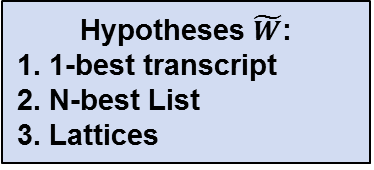 Hypotheses W̃:
1. 1-best transcript
2. N-best List
3. Lattices